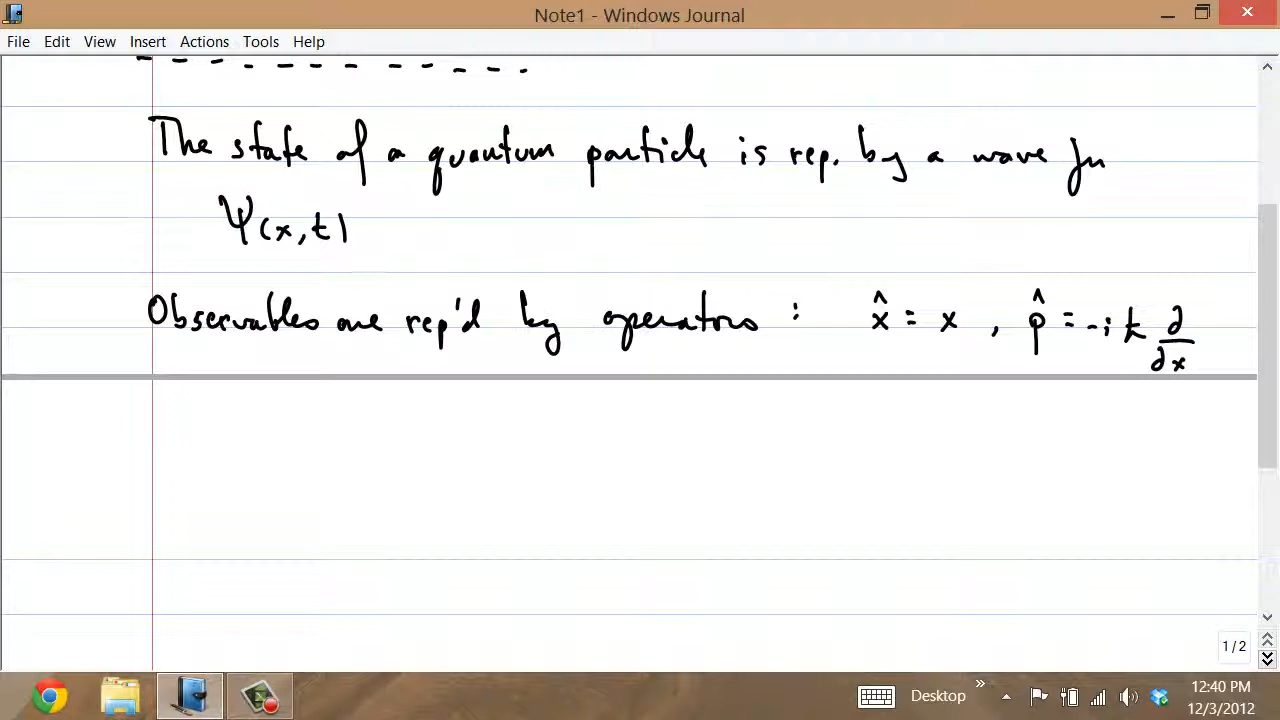 Note1 - Windows Journal
File Edit View Insert Actions Tools Help
The state of a quantum particle is rep. by a wave fn
Ψ(x,t)
Observables are rep'd by operators : x̂ = x , p̂ = -iħ ∂/∂x
1/2
Desktop
12:40 PM
12/3/2012